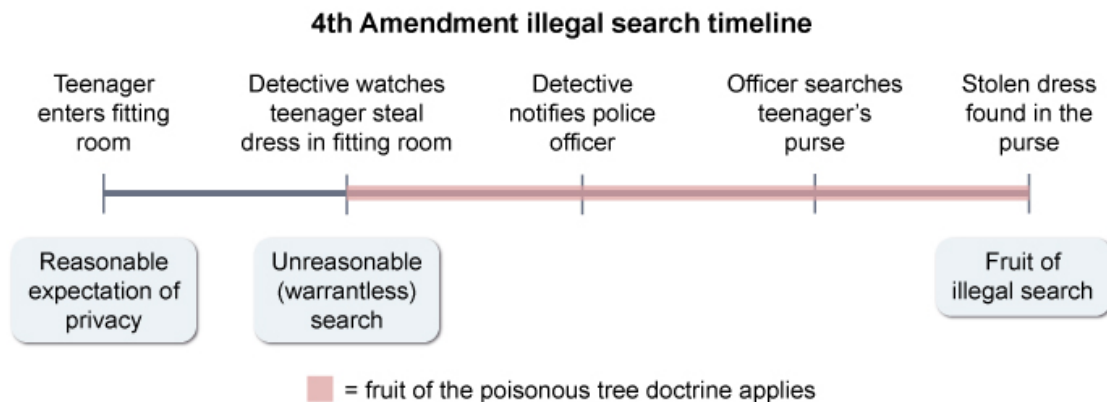 4th Amendment illegal search timeline
Teenager
enters fitting
room
Detective watches
teenager steal
dress in fitting room
Detective
notifies police
officer
Officer searches
teenager's
purse
Stolen dress
found in the
purse
Reasonable
expectation of
privacy
Unreasonable
(warrantless)
search
Fruit of
illegal search
= fruit of the poisonous tree doctrine applies